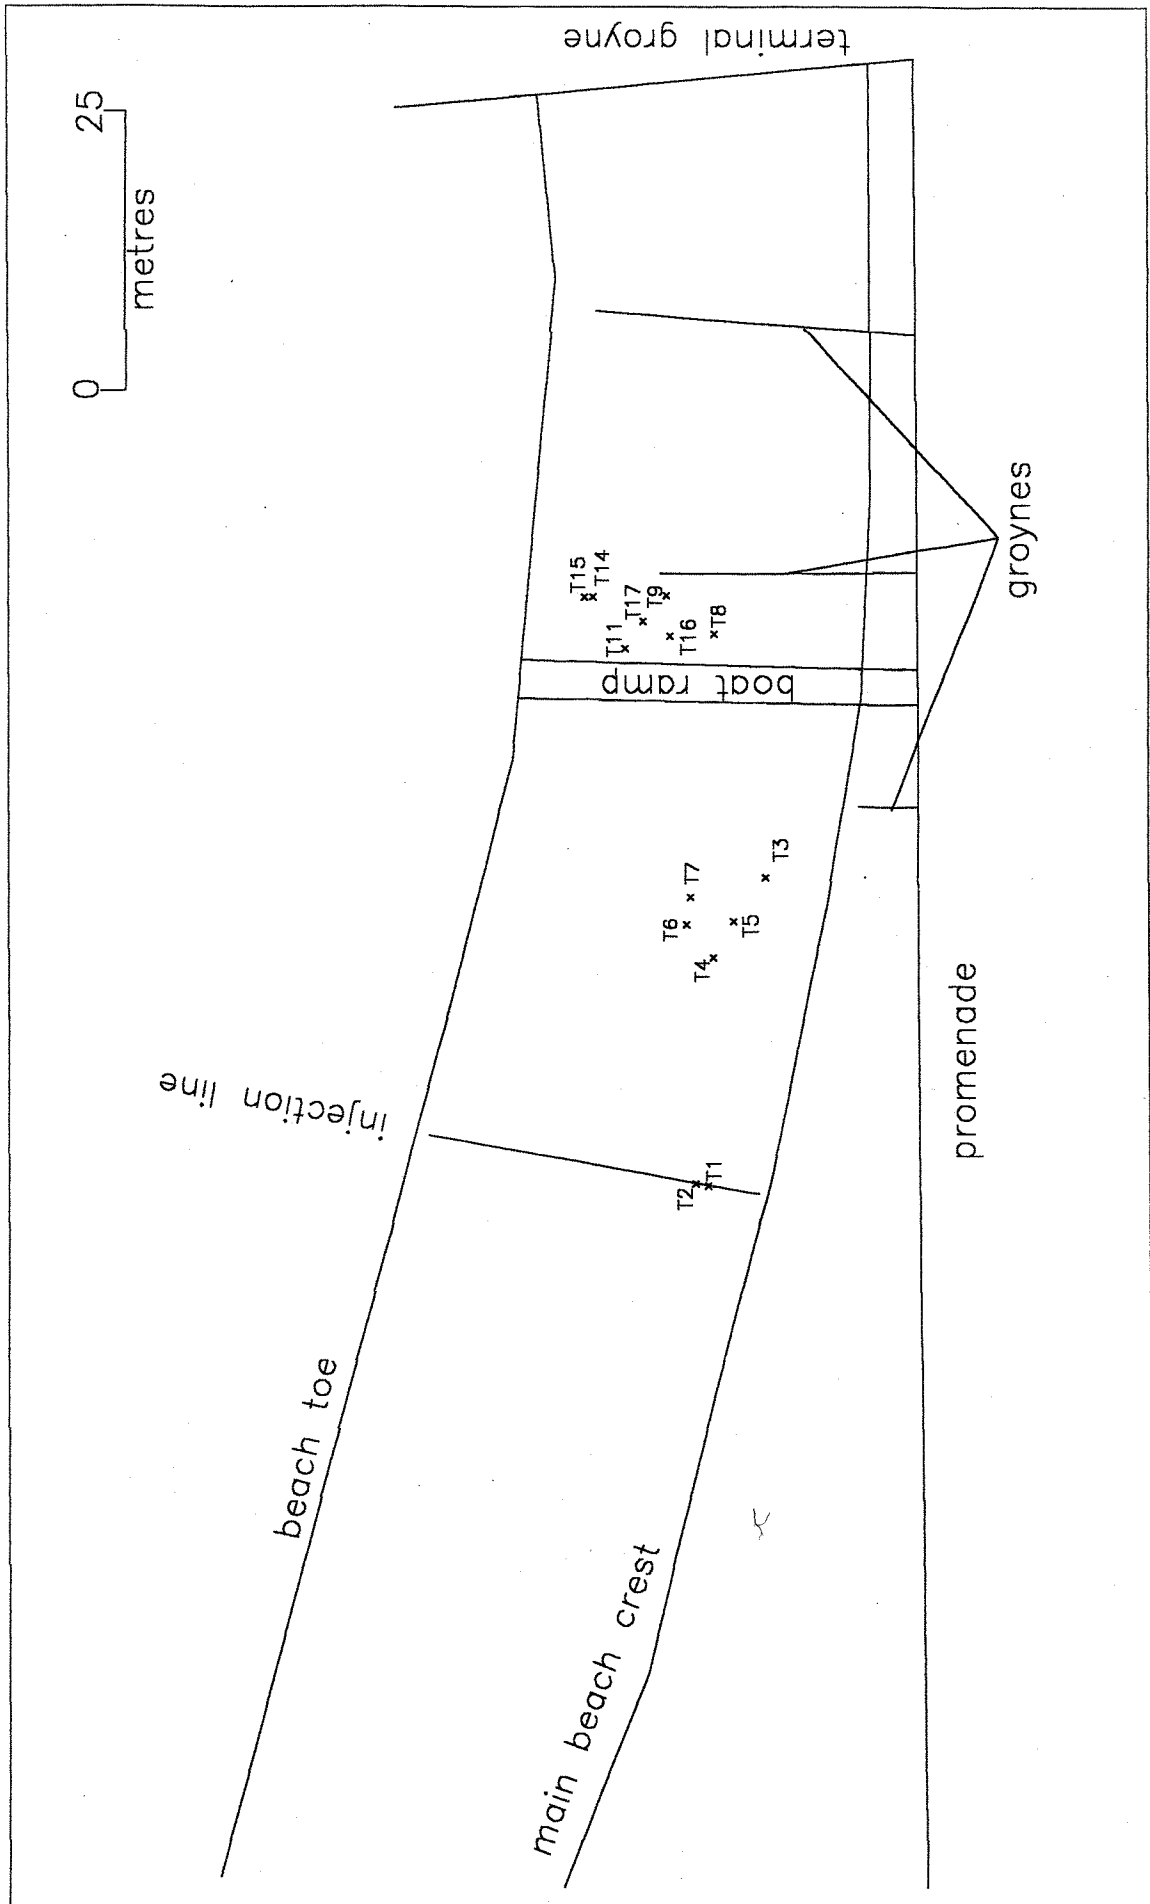 terminal groyne
0 25
metres
T15
T14
T17
T9
T11
T16
T8
boat ramp
groynes
T7
T3
T6
T5
T4
promenade
injection line
T2
T1
beach toe
main beach crest